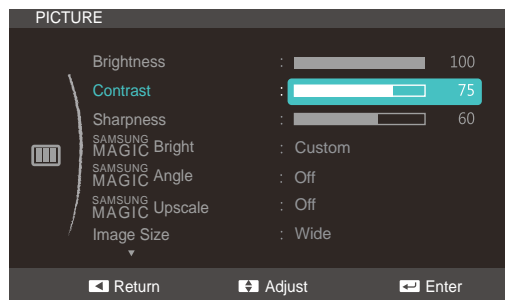 PICTURE
Brightness : 100
Contrast : 75
Sharpness : 60
SAMSUNG MAGIC Bright : Custom
SAMSUNG MAGIC Angle : Off
SAMSUNG MAGIC Upscale : Off
Image Size : Wide
Return Adjust Enter